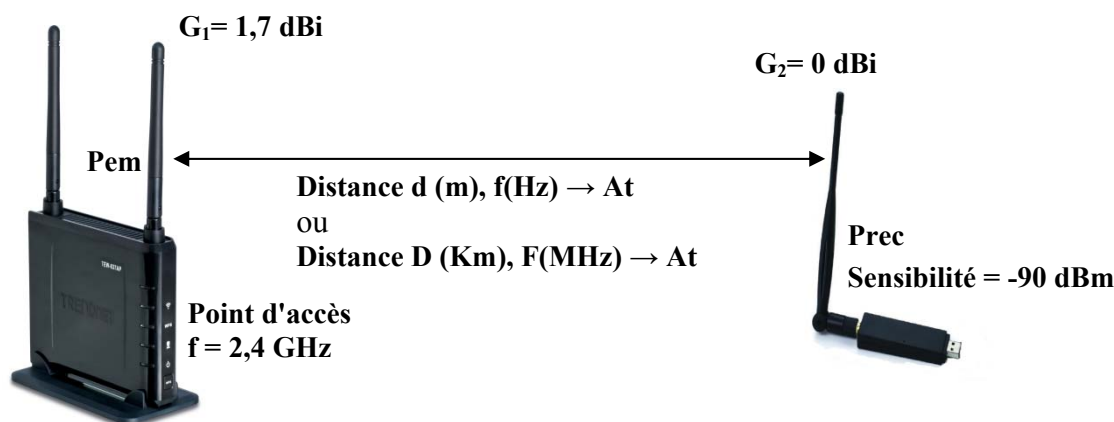 G₁= 1,7 dBi
G₂= 0 dBi
Pem
Distance d (m), f(Hz) → At
ou
Distance D (Km), F(MHz) → At
Prec
Sensibilité = -90 dBm
TRENDNET
Point d'accès
f = 2,4 GHz